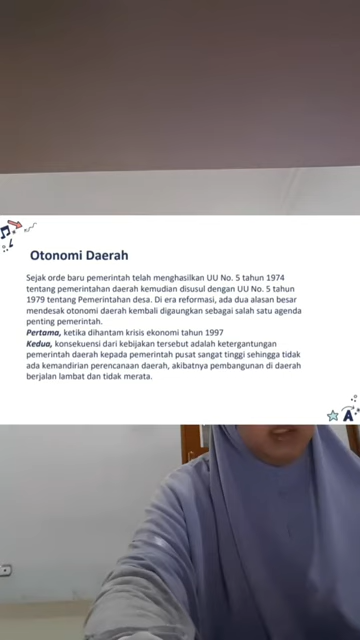 Otonomi Daerah
Sejak orde baru pemerintah telah menghasilkan UU No. 5 tahun 1974
tentang pemerintahan daerah kemudian disusul dengan UU No. 5 tahun
1979 tentang Pemerintahan desa. Di era reformasi, ada dua alasan besar
mendesak otonomi daerah kembali digaungkan sebagai salah satu agenda
penting pemerintah.
Pertama, ketika dihantam krisis ekonomi tahun 1997
Kedua, konsekuensi dari kebijakan tersebut adalah ketergantungan
pemerintah daerah kepada pemerintah pusat sangat tinggi sehingga tidak
ada kemandirian perencanaan daerah, akibatnya pembangunan di daerah
berjalan lambat dan tidak merata.
A